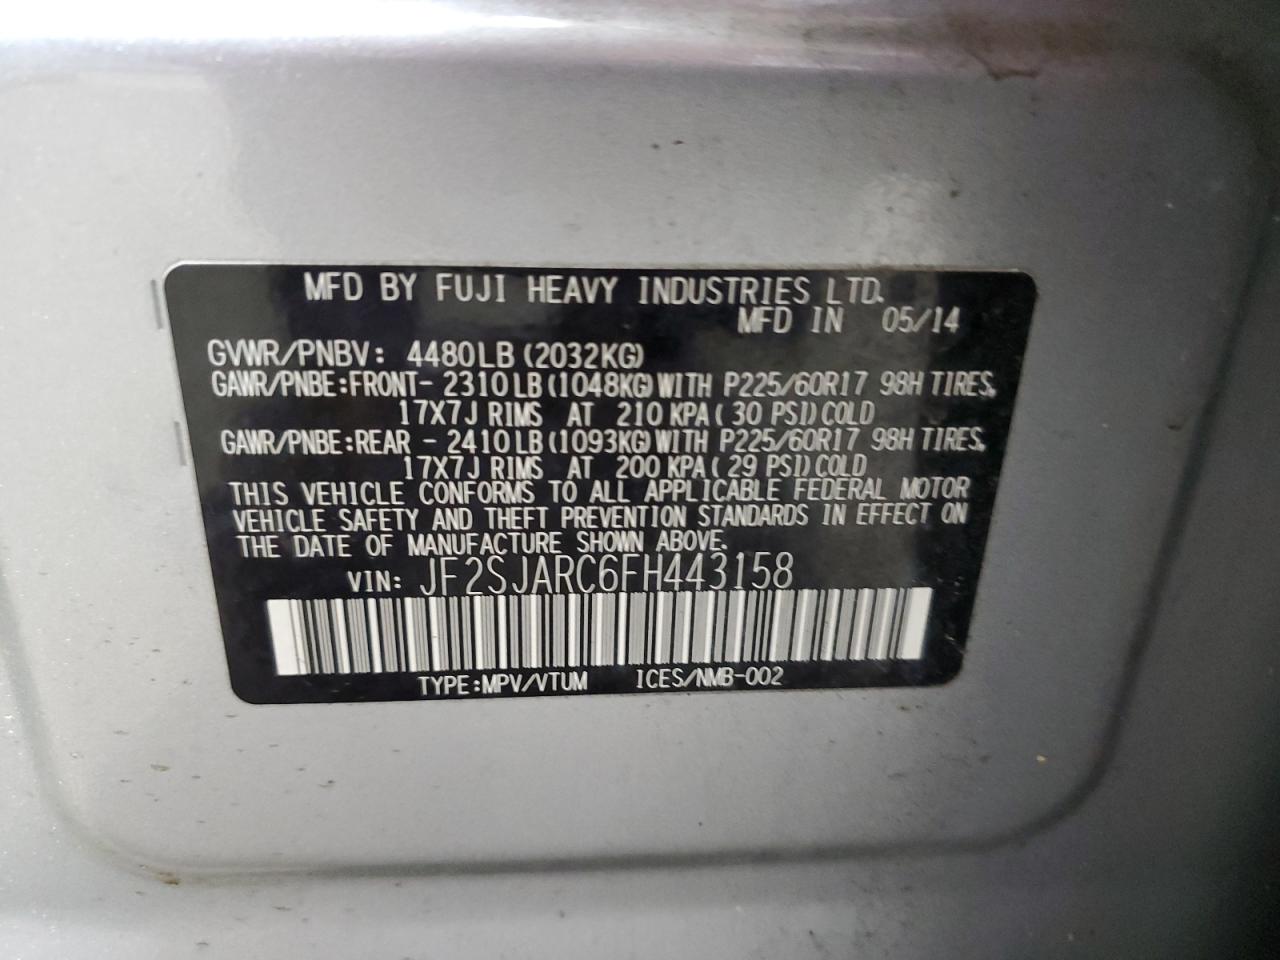 MFD BY FUJI HEAVY INDUSTRIES LTD.
MFD IN 05/14
GVWR/PNBV: 4480LB (2032KG)
GAWR/PNBE:FRONT- 2310LB (1048KG)WITH P225/60R17 98H TIRES,
17X7J RIMS AT 210 KPA( 30 PSI)COLD
GAWR/PNBE:REAR - 2410LB (1093KG)WITH P225/60R17 98H TIRES,
17X7J RIMS AT 200 KPA( 29 PSI)COLD
THIS VEHICLE CONFORMS TO ALL APPLICABLE FEDERAL MOTOR
VEHICLE SAFETY AND THEFT PREVENTION STANDARDS IN EFFECT ON
THE DATE OF MANUFACTURE SHOWN ABOVE.
VIN: JF2SJARC6FH443158
TYPE:MPV/VTUM ICES/NMB-002